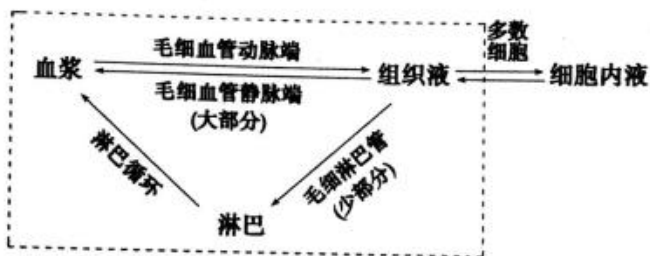 毛细血管动脉端
多数
细胞
血浆
组织液
细胞内液
毛细血管静脉端
(大部分)
淋巴循环
毛细淋巴管
(少部分)
淋巴